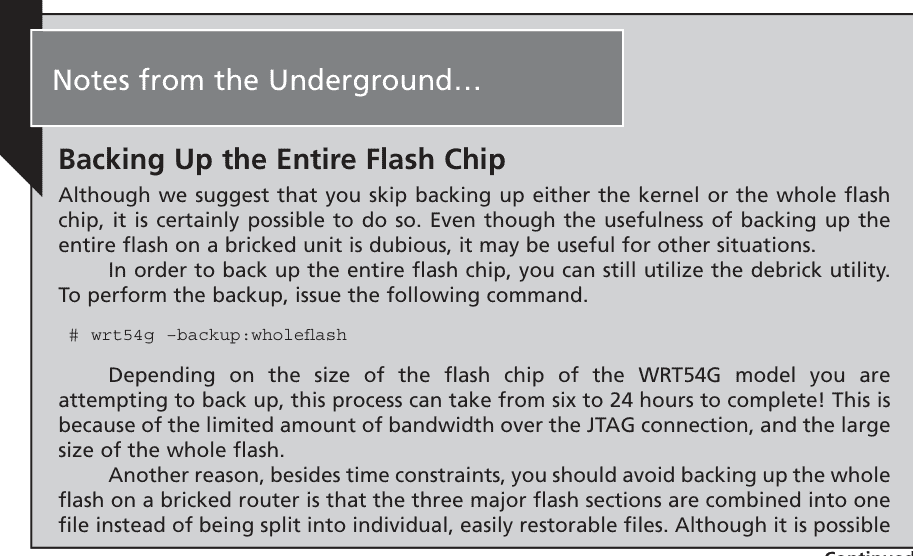 Notes from the Underground…
Backing Up the Entire Flash Chip
Although we suggest that you skip backing up either the kernel or the whole flash
chip, it is certainly possible to do so. Even though the usefulness of backing up the
entire flash on a bricked unit is dubious, it may be useful for other situations.
In order to back up the entire flash chip, you can still utilize the debrick utility.
To perform the backup, issue the following command.
# wrt54g -backup:wholeflash
Depending on the size of the flash chip of the WRT54G model you are
attempting to back up, this process can take from six to 24 hours to complete! This is
because of the limited amount of bandwidth over the JTAG connection, and the large
size of the whole flash.
Another reason, besides time constraints, you should avoid backing up the whole
flash on a bricked router is that the three major flash sections are combined into one
file instead of being split into individual, easily restorable files. Although it is possible